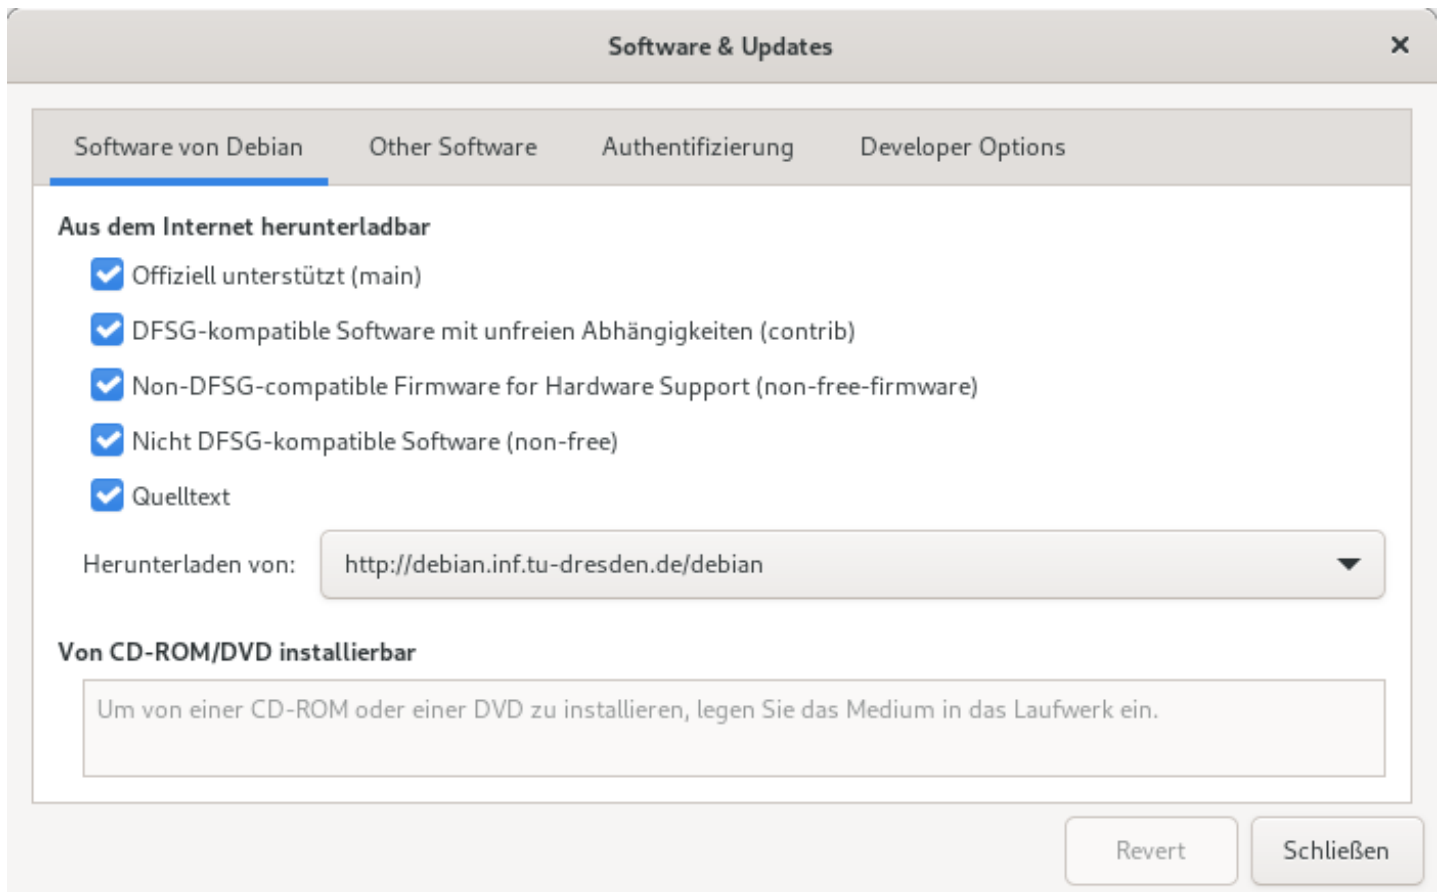 Software & Updates
Software von Debian Other Software Authentifizierung Developer Options
Aus dem Internet herunterladbar
Offiziell unterstützt (main)
DFSG-kompatible Software mit unfreien Abhängigkeiten (contrib)
Non-DFSG-compatible Firmware for Hardware Support (non-free-firmware)
Nicht DFSG-kompatible Software (non-free)
Quelltext
Herunterladen von: http://debian.inf.tu-dresden.de/debian
Von CD-ROM/DVD installierbar
Um von einer CD-ROM oder einer DVD zu installieren, legen Sie das Medium in das Laufwerk ein.
Revert Schließen